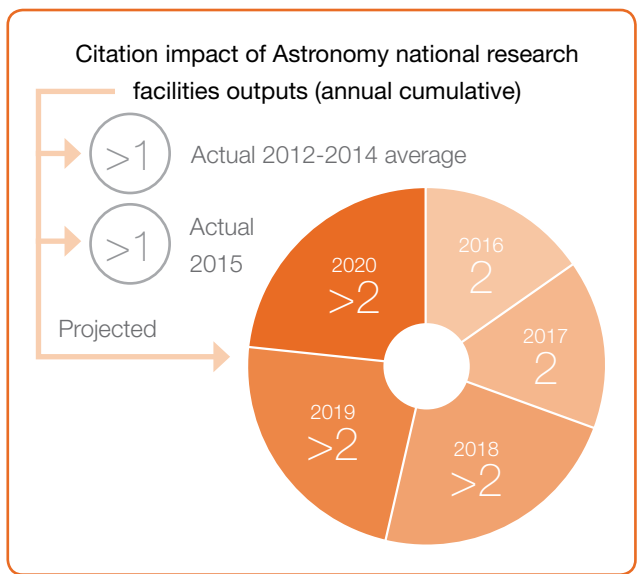 Citation impact of Astronomy national research
facilities outputs (annual cumulative)
>1
Actual 2012-2014 average
>1
Actual
2015
Projected
2016
2
2017
2
2018
>2
2019
>2
2020
>2